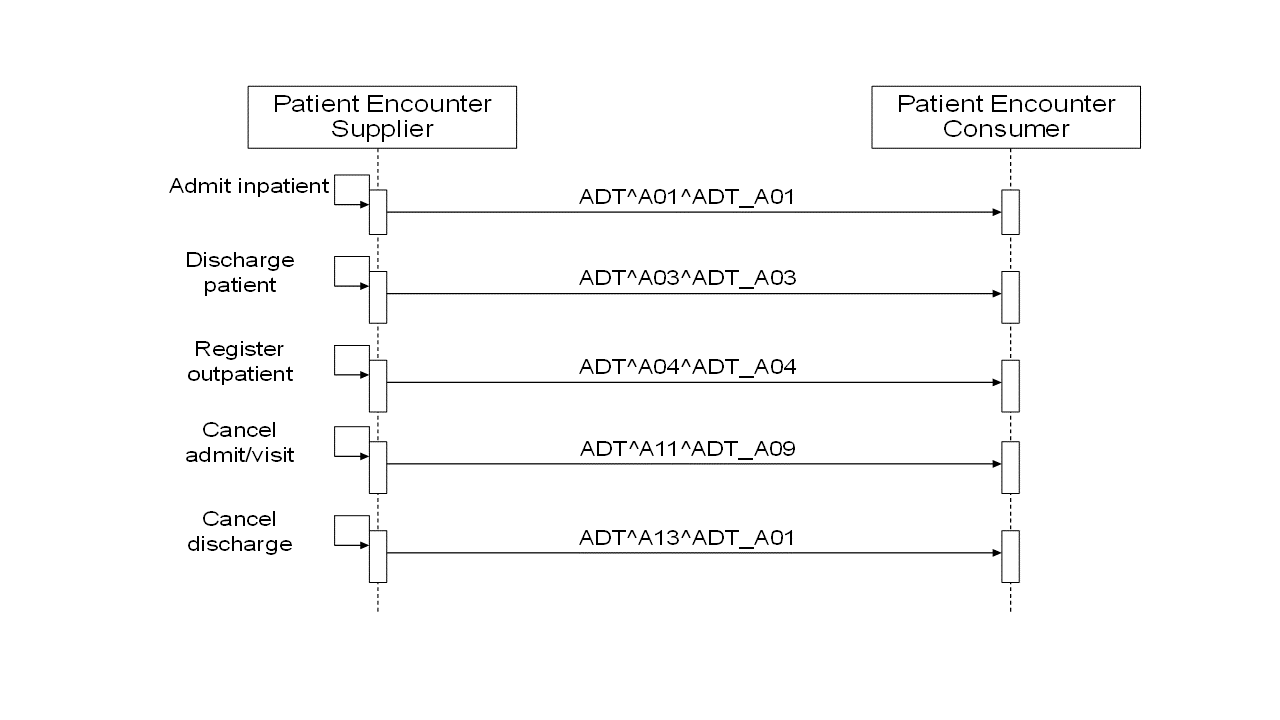 Patient Encounter
Supplier
Patient Encounter
Consumer
Admit inpatient
ADT^A01^ADT_A01
Discharge
patient
ADT^A03^ADT_A03
Register
outpatient
ADT^A04^ADT_A04
Cancel
admit/visit
ADT^A11^ADT_A09
Cancel
discharge
ADT^A13^ADT_A01